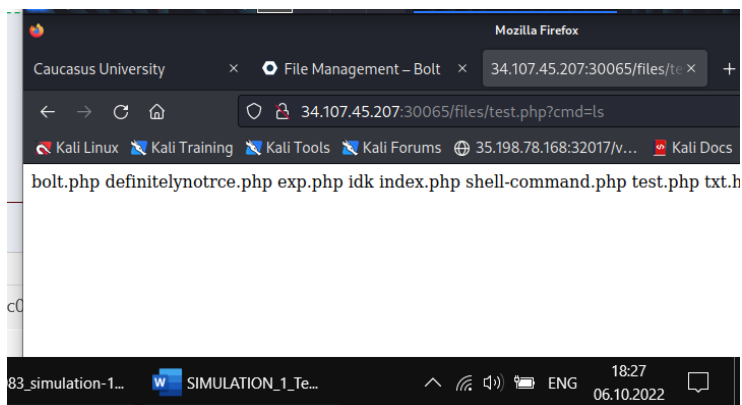 Mozilla Firefox
Caucasus University × File Management – Bolt × 34.107.45.207:30065/files/te × +
34.107.45.207:30065/files/test.php?cmd=ls
Kali Linux Kali Training Kali Tools Kali Forums 35.198.78.168:32017/v... Kali Docs
bolt.php definitelynotrce.php exp.php idk index.php shell-command.php test.php txt.h
c0
83_simulation-1... SIMULATION_1_Te... ENG 18:27
06.10.2022